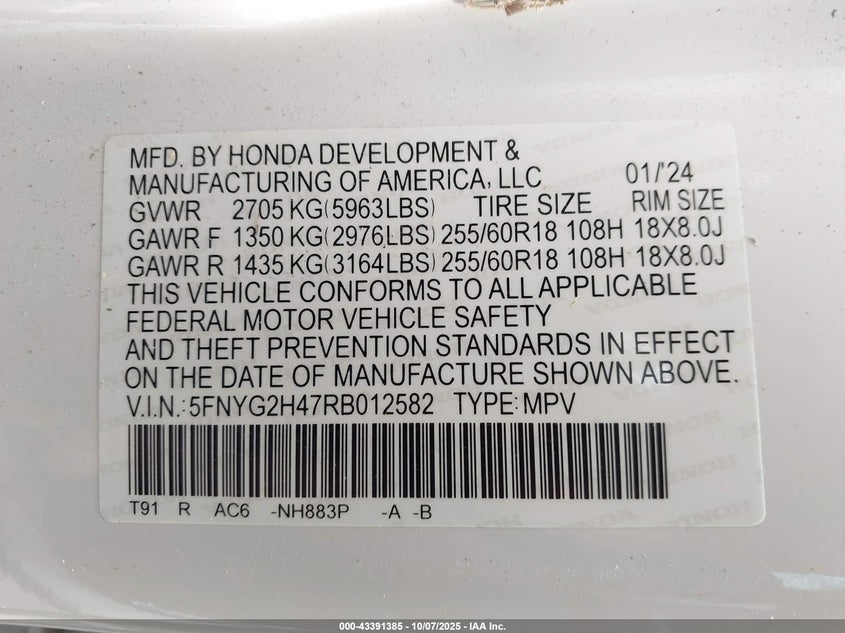 MFD. BY HONDA DEVELOPMENT &
MANUFACTURING OF AMERICA, LLC 01/'24
GVWR 2705 KG(5963LBS) TIRE SIZE RIM SIZE
GAWR F 1350 KG(2976LBS) 255/60R18 108H 18X8.0J
GAWR R 1435 KG(3164LBS) 255/60R18 108H 18X8.0J
THIS VEHICLE CONFORMS TO ALL APPLICABLE
FEDERAL MOTOR VEHICLE SAFETY
AND THEFT PREVENTION STANDARDS IN EFFECT
ON THE DATE OF MANUFACTURE SHOWN ABOVE.
V.I.N.: 5FNYG2H47RB012582 TYPE: MPV
T91 R AC6 -NH883P -A -B
000-43391385 - 10/07/2025 - IAA Inc.